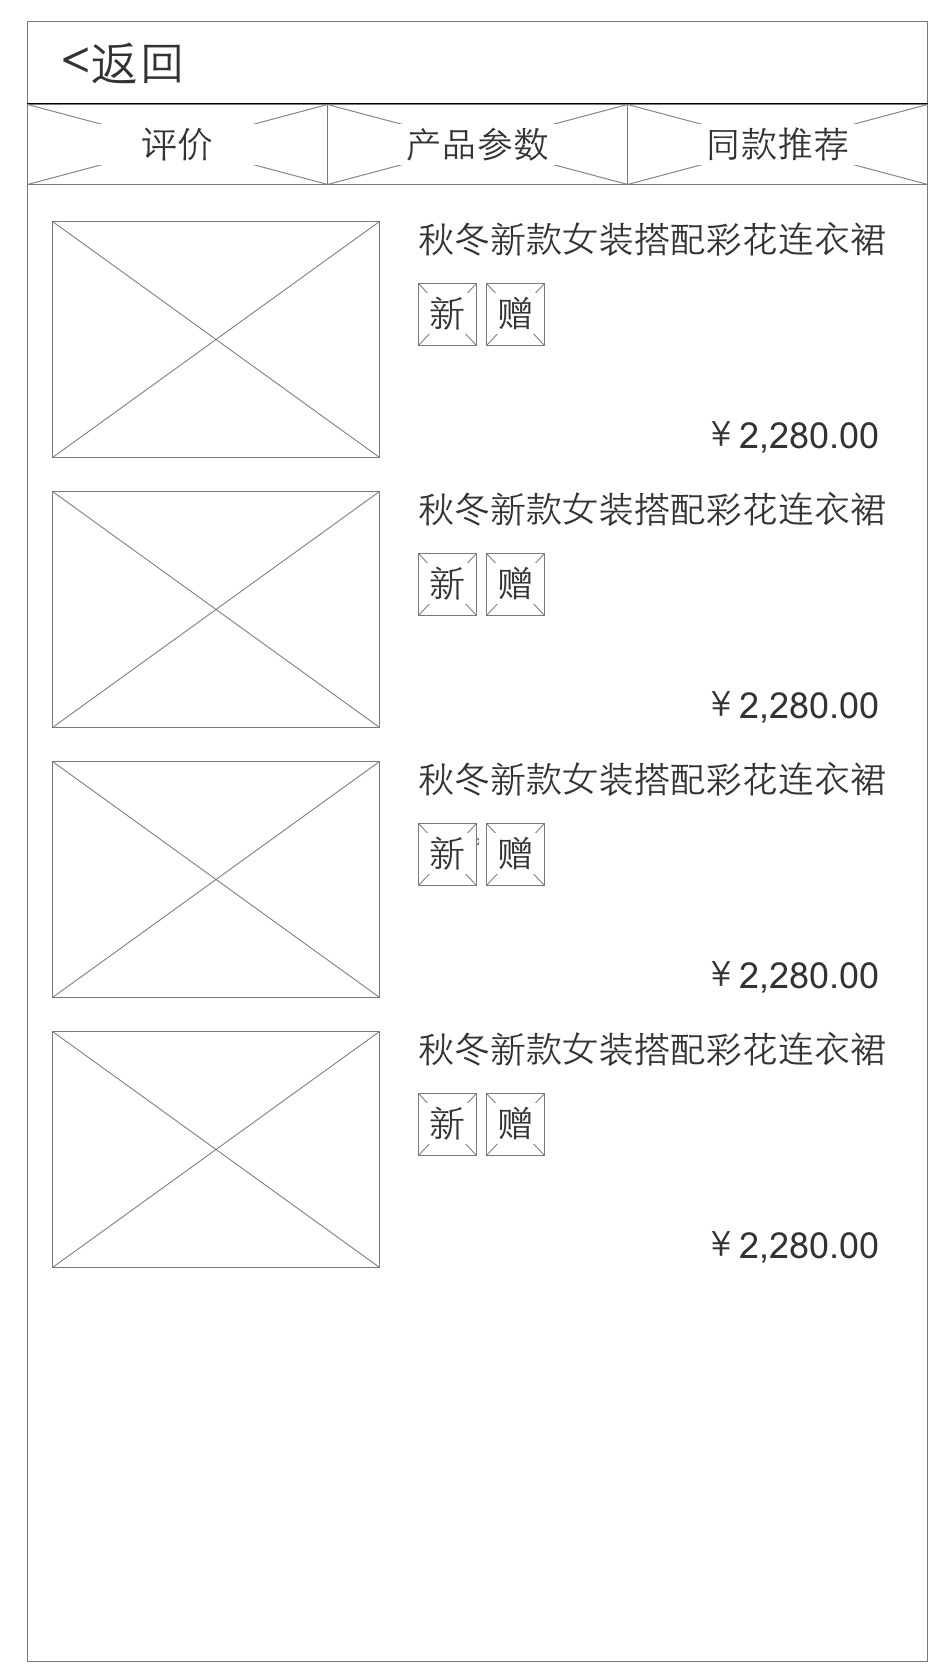 <返回
评价 产品参数 同款推荐
秋冬新款女装搭配彩花连衣裙
新 赠
￥2,280.00
秋冬新款女装搭配彩花连衣裙
新 赠
￥2,280.00
秋冬新款女装搭配彩花连衣裙
新 赠
￥2,280.00
秋冬新款女装搭配彩花连衣裙
新 赠
￥2,280.00